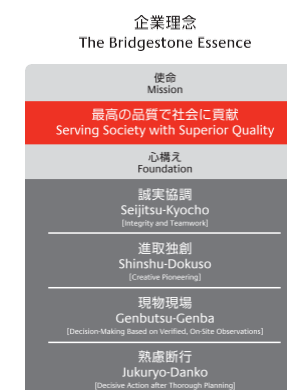 企業理念
The Bridgestone Essence
使命
Mission
最高の品質で社会に貢献
Serving Society with Superior Quality
心構え
Foundation
誠実協調
Seijitsu-Kyocho
[Integrity and Teamwork]
進取独創
Shinshu-Dokuso
[Creative Pioneering]
現物現場
Genbutsu-Genba
[Decision-Making Based on Verified, On-Site Observations]
熟慮断行
Jukuryo-Danko
[Decisive Action after Thorough Planning]